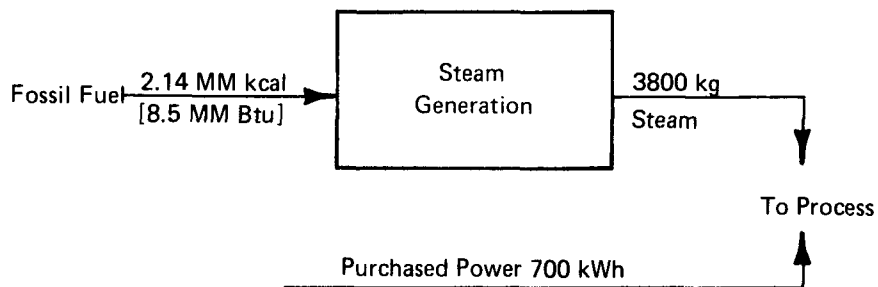 Fossil Fuel
2.14 MM kcal
[8.5 MM Btu]
Steam
Generation
3800 kg
Steam
To Process
Purchased Power 700 kWh